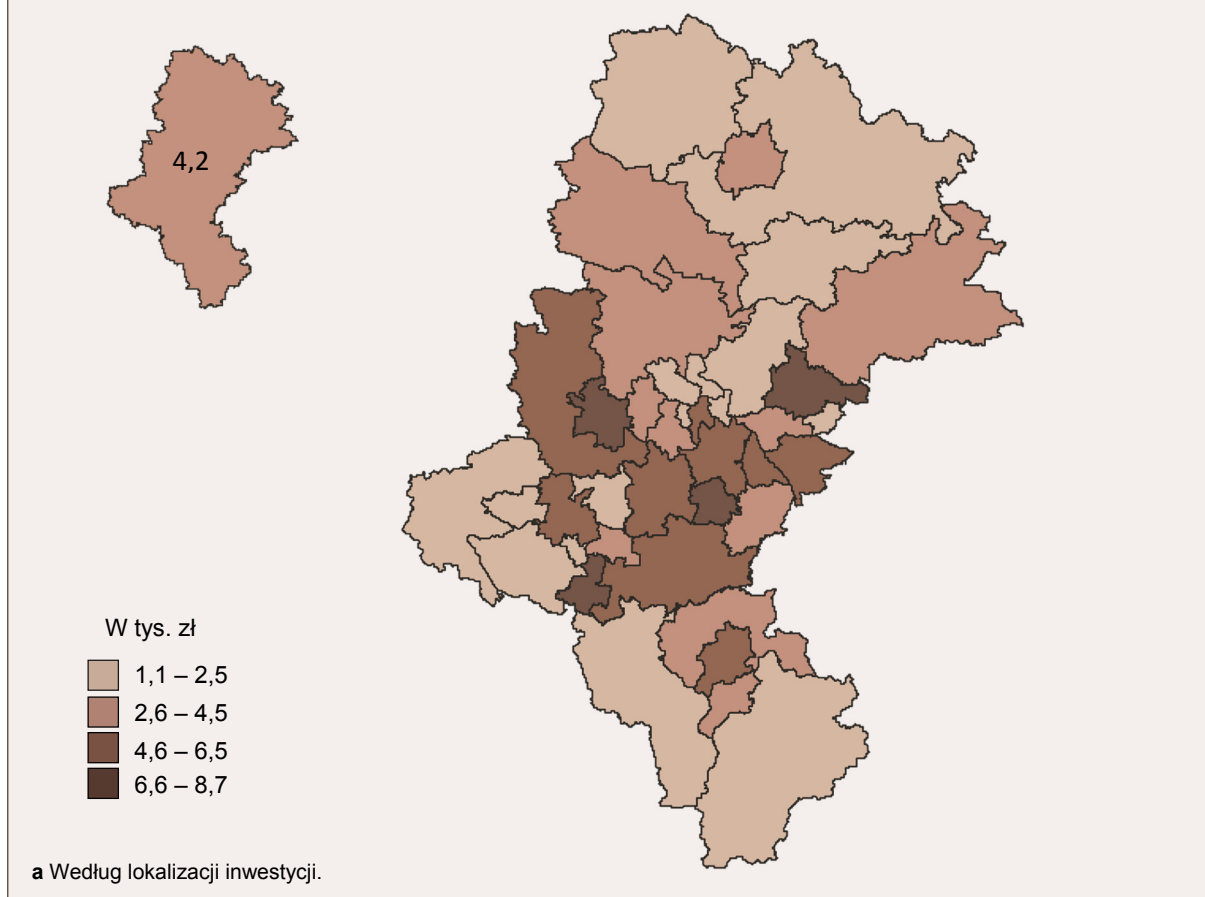 4,2
W tys. zł
1,1 – 2,5
2,6 – 4,5
4,6 – 6,5
6,6 – 8,7
a Według lokalizacji inwestycji.